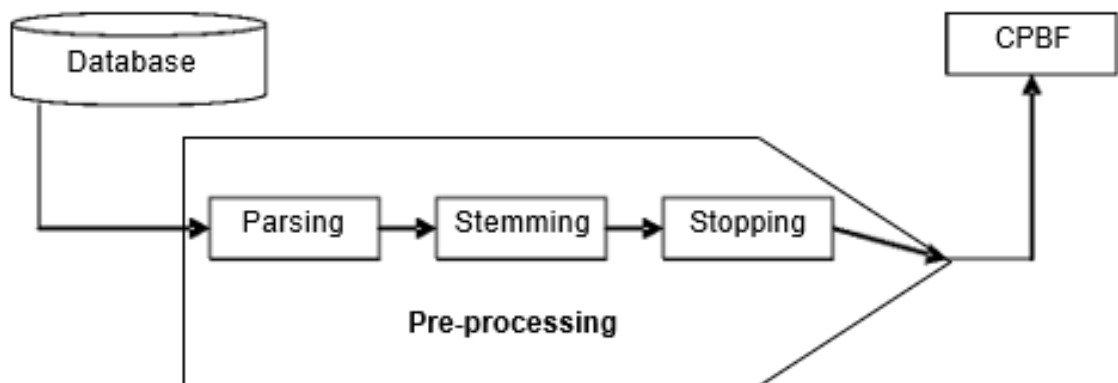 Database
CPBF
Parsing
Stemming
Stopping
Pre-processing